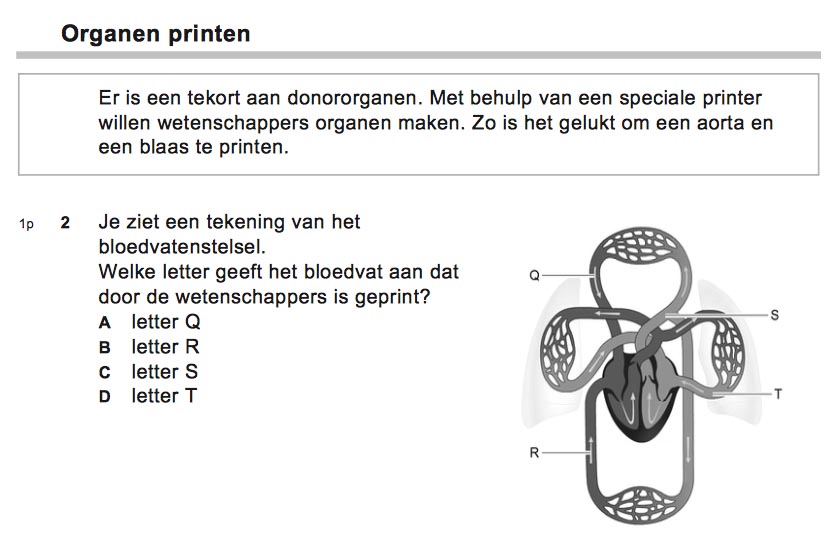 Organen printen
Er is een tekort aan donororganen. Met behulp van een speciale printer
willen wetenschappers organen maken. Zo is het gelukt om een aorta en
een blaas te printen.
1p 2 Je ziet een tekening van het
bloedvatenstelsel.
Welke letter geeft het bloedvat aan dat
door de wetenschappers is geprint?
A letter Q
B letter R
C letter S
D letter T
Q
S
T
R